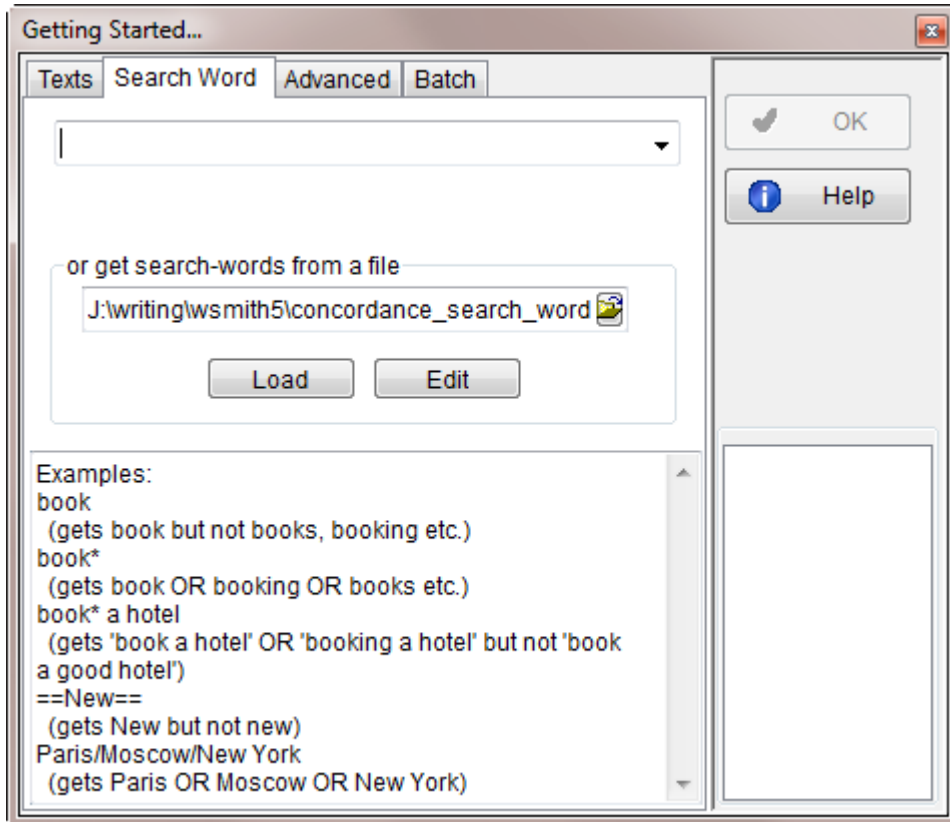 Getting Started...
Texts Search Word Advanced Batch
OK
Help
or get search-words from a file
J:\writing\wsmith5\concordance_search_word
Load Edit
Examples:
book
(gets book but not books, booking etc.)
book*
(gets book OR booking OR books etc.)
book* a hotel
(gets 'book a hotel' OR 'booking a hotel' but not 'book
a good hotel')
==New==
(gets New but not new)
Paris/Moscow/New York
(gets Paris OR Moscow OR New York)